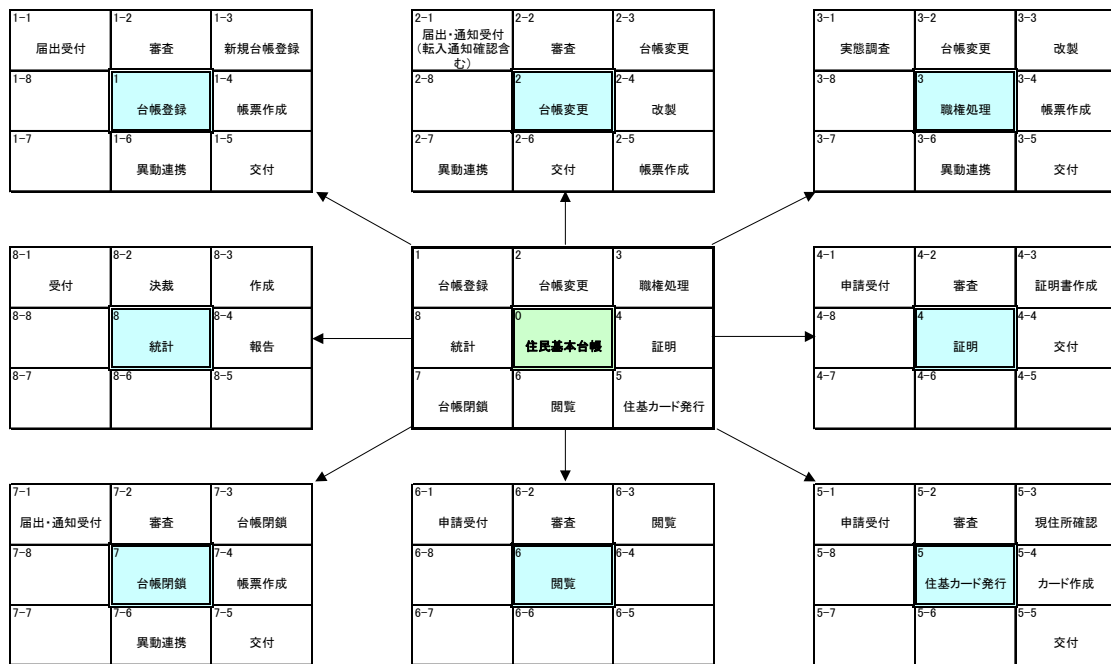 1-1 1-2 1-3
届出受付 審査 新規台帳登録
1-8 1 1-4
台帳登録 帳票作成
1-7 1-6 1-5
異動連携 交付
2-1 2-2 2-3
届出・通知受付
(転入通知確認含
む)
審査 台帳変更
2-8 2 2-4
台帳変更 改製
2-7 2-6 2-5
異動連携 交付 帳票作成
3-1 3-2 3-3
実態調査 台帳変更 改製
3-8 3 3-4
職権処理 帳票作成
3-7 3-6 3-5
異動連携 交付
8-1 8-2 8-3
受付 決裁 作成
8-8 8 8-4
統計 報告
8-7 8-6 8-5
1 2 3
台帳登録 台帳変更 職権処理
8 0 4
統計 住民基本台帳 証明
7 6 5
台帳閉鎖 閲覧 住基カード発行
4-1 4-2 4-3
申請受付 審査 証明書作成
4-8 4 4-4
証明 交付
4-7 4-6 4-5
7-1 7-2 7-3
届出・通知受付 審査 台帳閉鎖
7-8 7 7-4
台帳閉鎖 帳票作成
7-7 7-6 7-5
異動連携 交付
6-1 6-2 6-3
申請受付 審査 閲覧
6-8 6 6-4
閲覧
6-7 6-6 6-5
5-1 5-2 5-3
申請受付 審査 現住所確認
5-8 5 5-4
住基カード発行 カード作成
5-7 5-6 5-5
交付